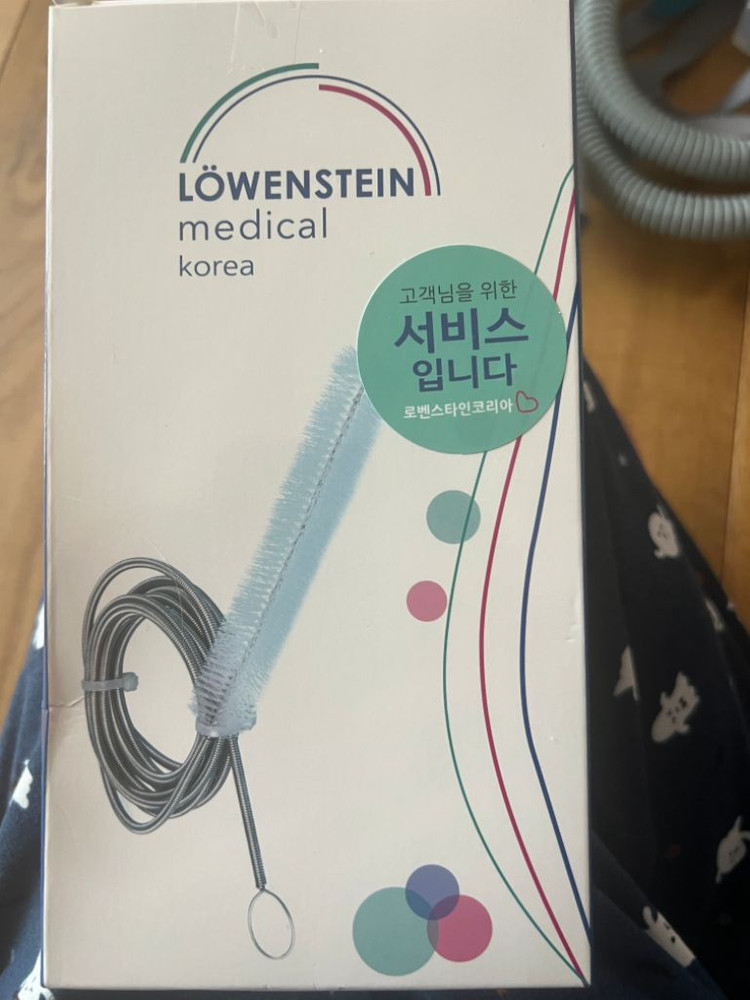 LÖWENSTEIN
medical
korea
고객님을 위한
서비스
입니다
로벤스타인코리아